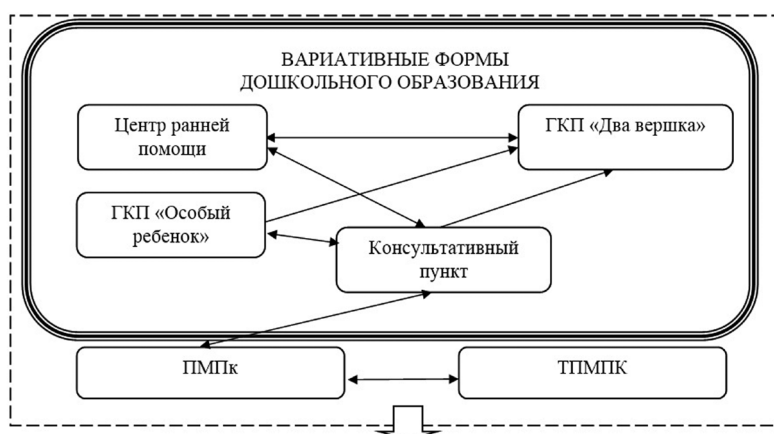 ВАРИАТИВНЫЕ ФОРМЫ
ДОШКОЛЬНОГО ОБРАЗОВАНИЯ
Центр ранней
помощи
ГКП «Два вершка»
ГКП «Особый
ребенок»
Консультативный
пункт
ПМПк
ТПМПК